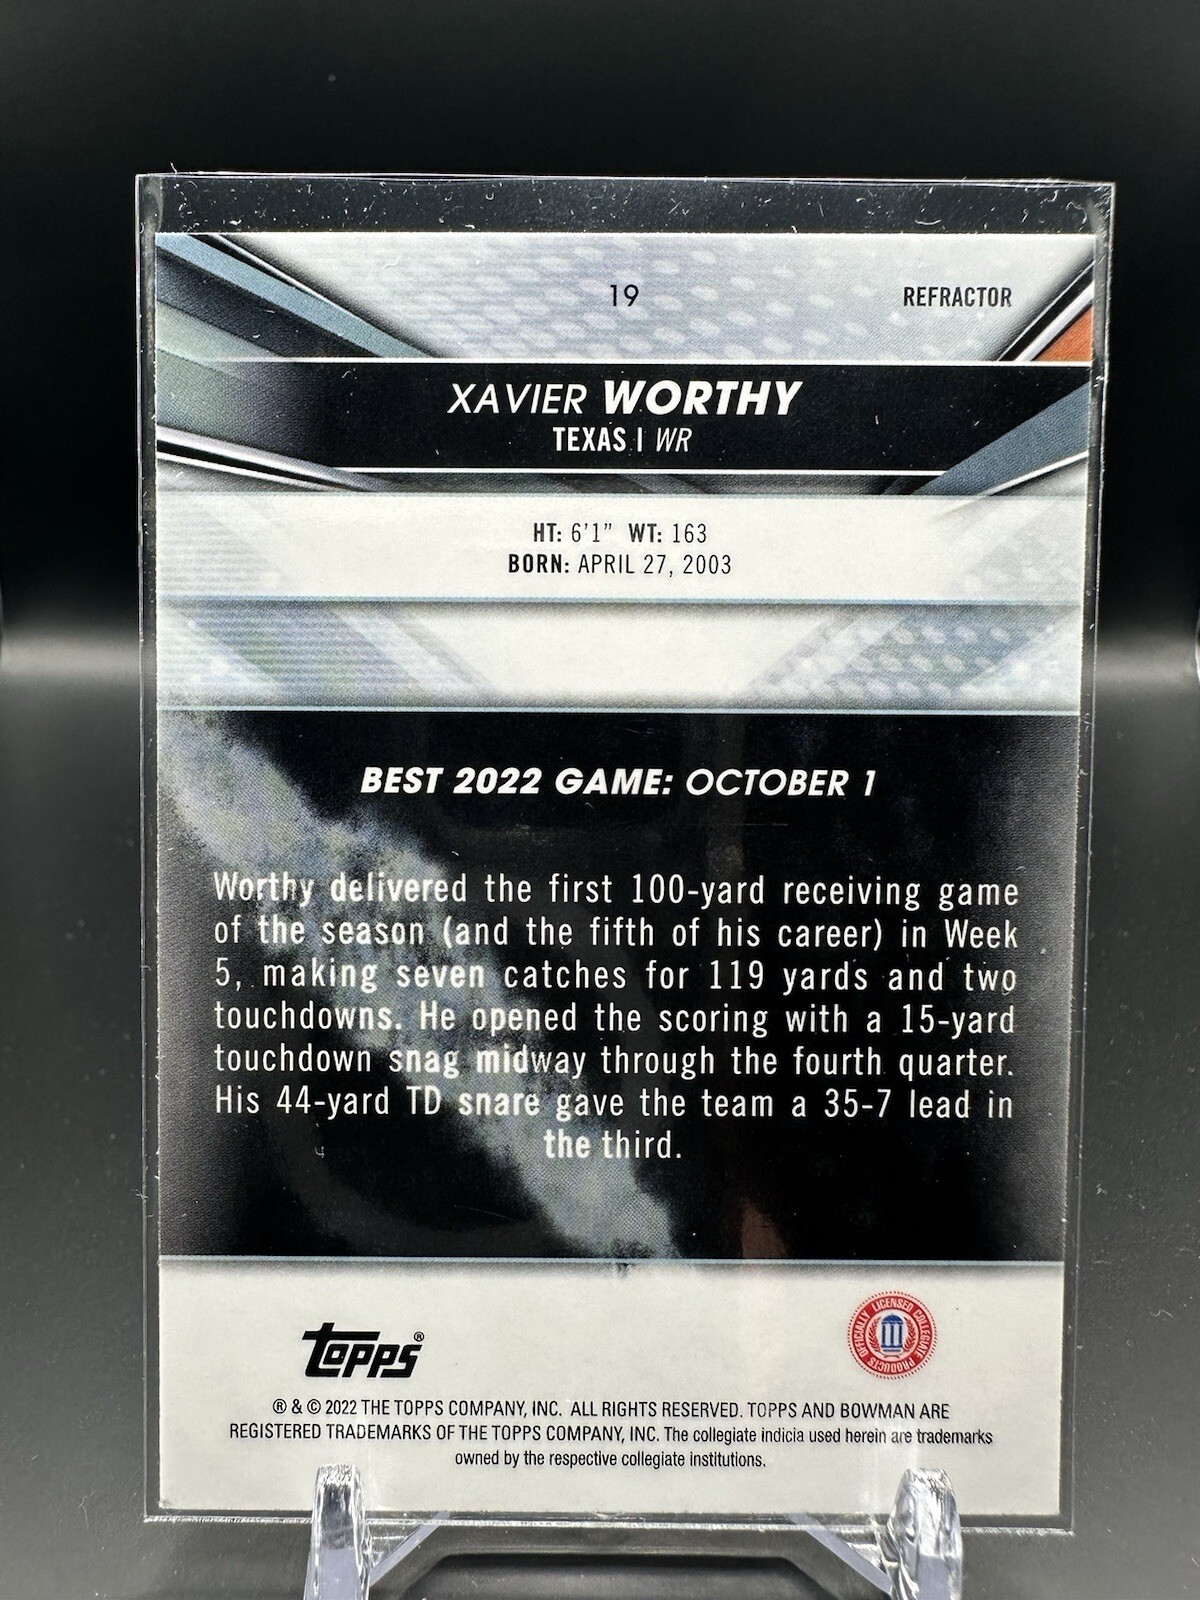 19
REFRACTOR
XAVIER WORTHY
TEXAS | WR
HT: 6'1" WT: 163
BORN: APRIL 27, 2003
BEST 2022 GAME: OCTOBER 1
Worthy delivered the first 100-yard receiving game
of the season (and the fifth of his career) in Week
5, making seven catches for 119 yards and two
touchdowns. He opened the scoring with a 15-yard
touchdown snag midway through the fourth quarter.
His 44-yard TD snare gave the team a 35-7 lead in
the third.
Topps®
OFFICIALLY LICENSED COLLEGIATE PRODUCTS
® & © 2022 THE TOPPS COMPANY, INC. ALL RIGHTS RESERVED. TOPPS AND BOWMAN ARE
REGISTERED TRADEMARKS OF THE TOPPS COMPANY, INC. The collegiate indicia used herein are trademarks
owned by the respective collegiate institutions.